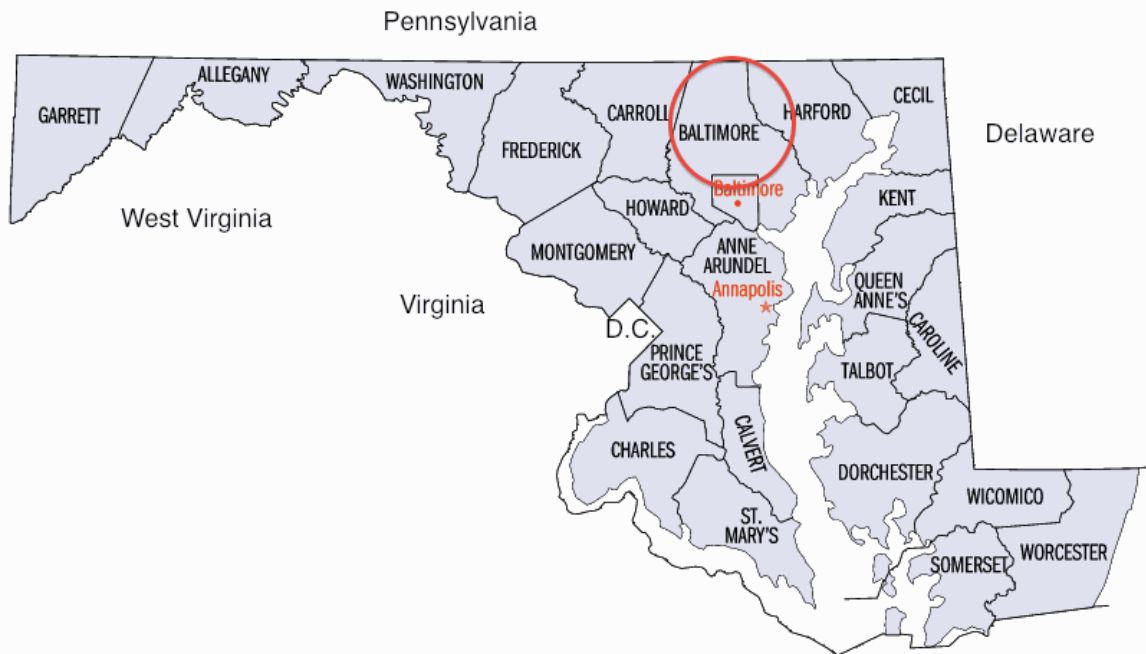 Pennsylvania
ALLEGANY
WASHINGTON
GARRETT
CARROLL
HARFORD
CECIL
BALTIMORE
Delaware
FREDERICK
Baltimore
KENT
HOWARD
West Virginia
MONTGOMERY
ANNE
ARUNDEL
Annapolis
QUEEN
ANNE'S
Virginia
CAROLINE
D.C.
PRINCE
GEORGE'S
TALBOT
CHARLES
CALVERT
DORCHESTER
WICOMICO
ST.
MARY'S
WORCESTER
SOMERSET